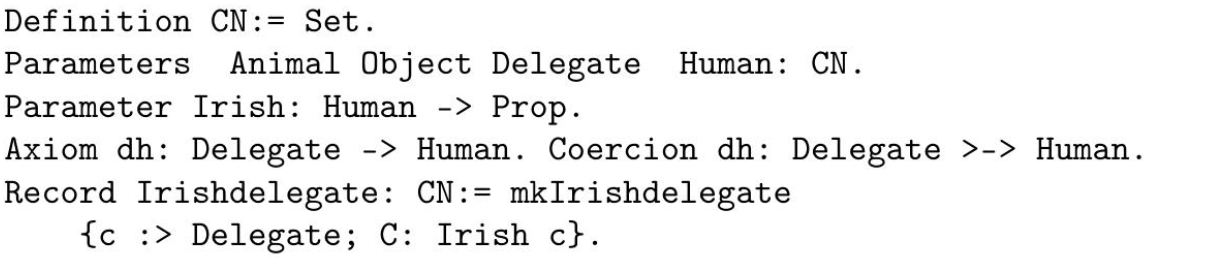 Definition CN:= Set.
Parameters  Animal Object Delegate  Human: CN.
Parameter Irish: Human -> Prop.
Axiom dh: Delegate -> Human. Coercion dh: Delegate >-> Human.
Record Irishdelegate: CN:= mkIrishdelegate
    {c :> Delegate; C: Irish c}.